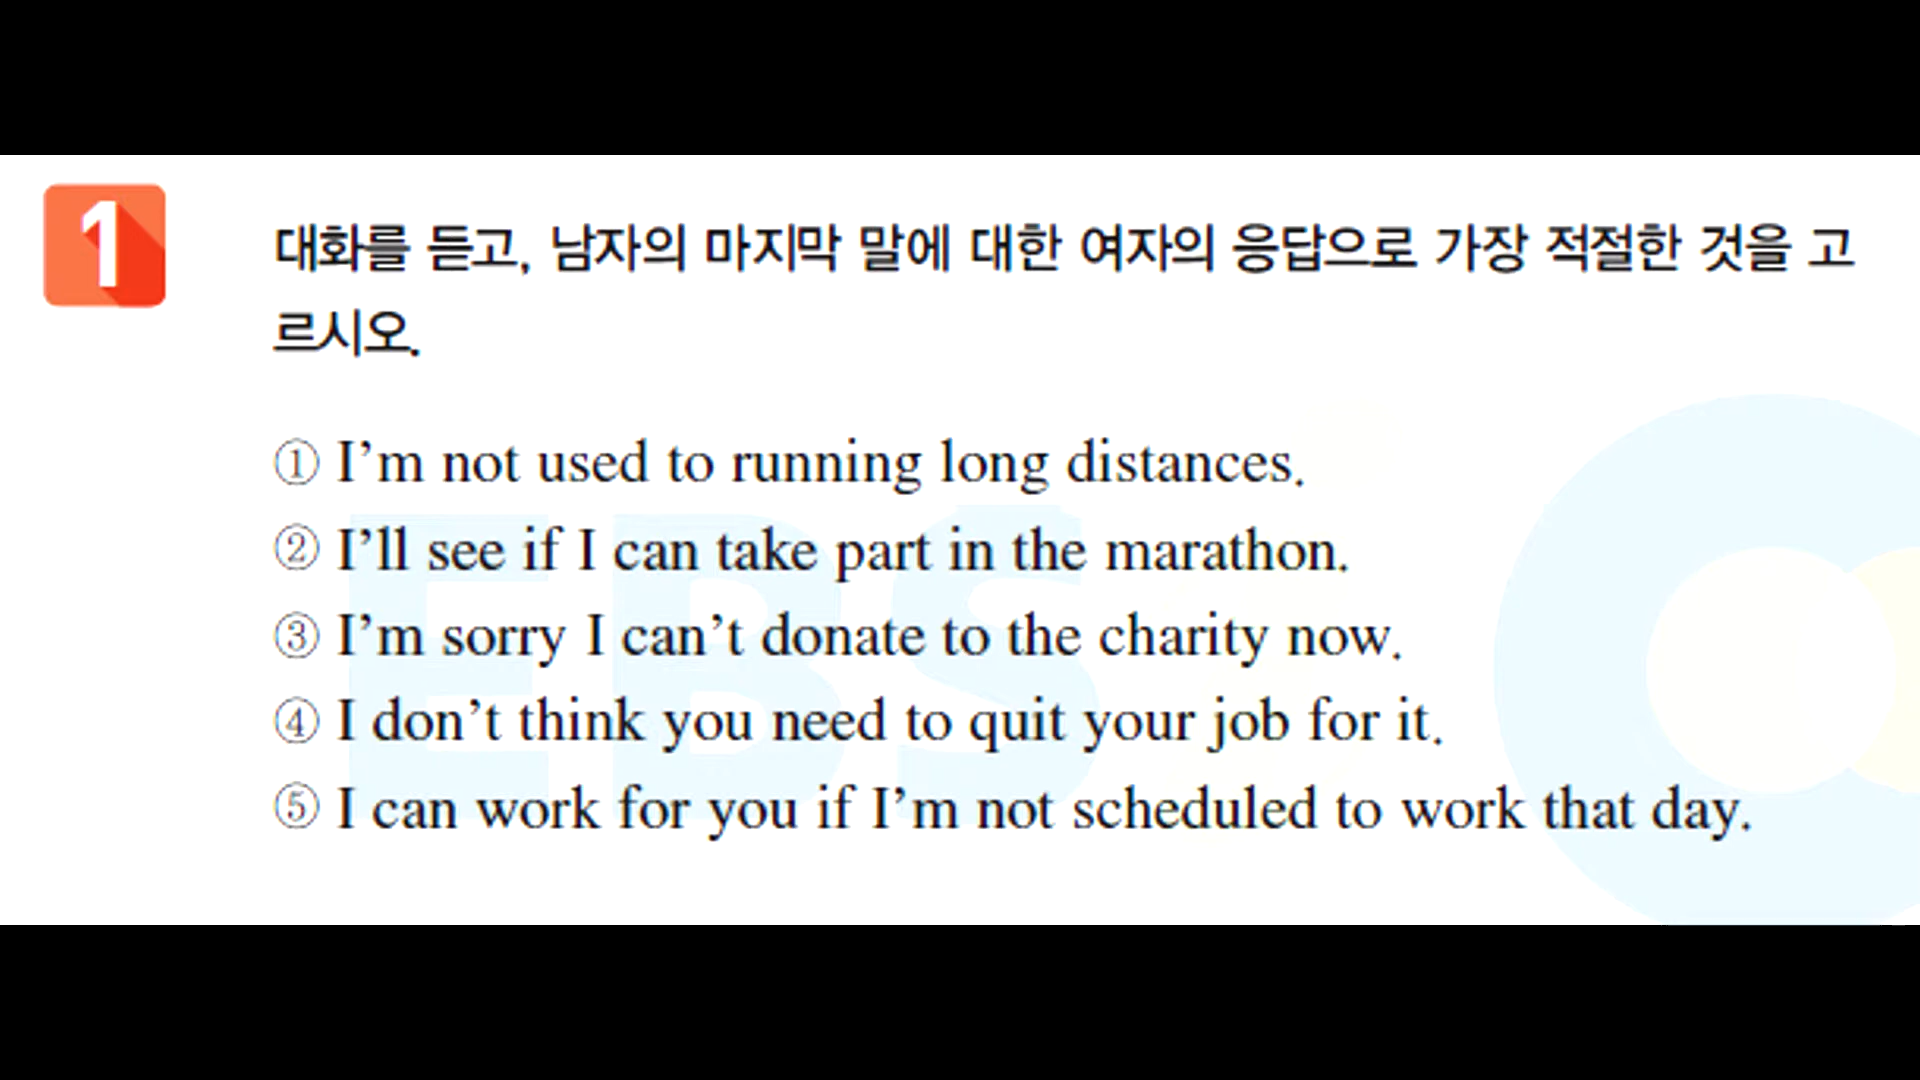 1
대화를 듣고, 남자의 마지막 말에 대한 여자의 응답으로 가장 적절한 것을 고
르시오.
① I’m not used to running long distances.
② I’ll see if I can take part in the marathon.
③ I’m sorry I can’t donate to the charity now.
④ I don’t think you need to quit your job for it.
⑤ I can work for you if I’m not scheduled to work that day.
EBS